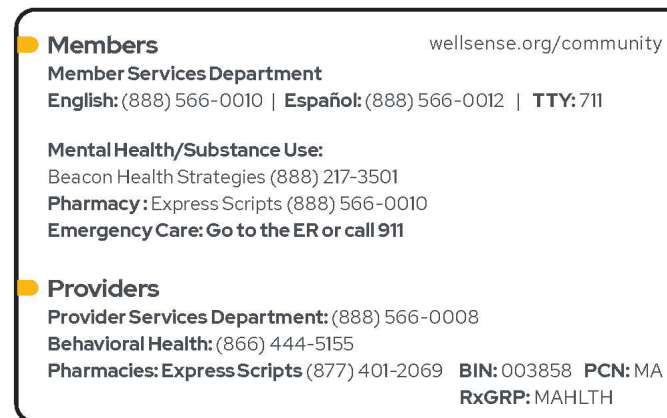 Members
wellsense.org/community
Member Services Department
English: (888) 566-0010 | Español: (888) 566-0012 | TTY: 711
Mental Health/Substance Use:
Beacon Health Strategies (888) 217-3501
Pharmacy: Express Scripts (888) 566-0010
Emergency Care: Go to the ER or call 911
Providers
Provider Services Department: (888) 566-0008
Behavioral Health: (866) 444-5155
Pharmacies: Express Scripts (877) 401-2069 BIN: 003858 PCN: MA
RxGRP: MAHLTH